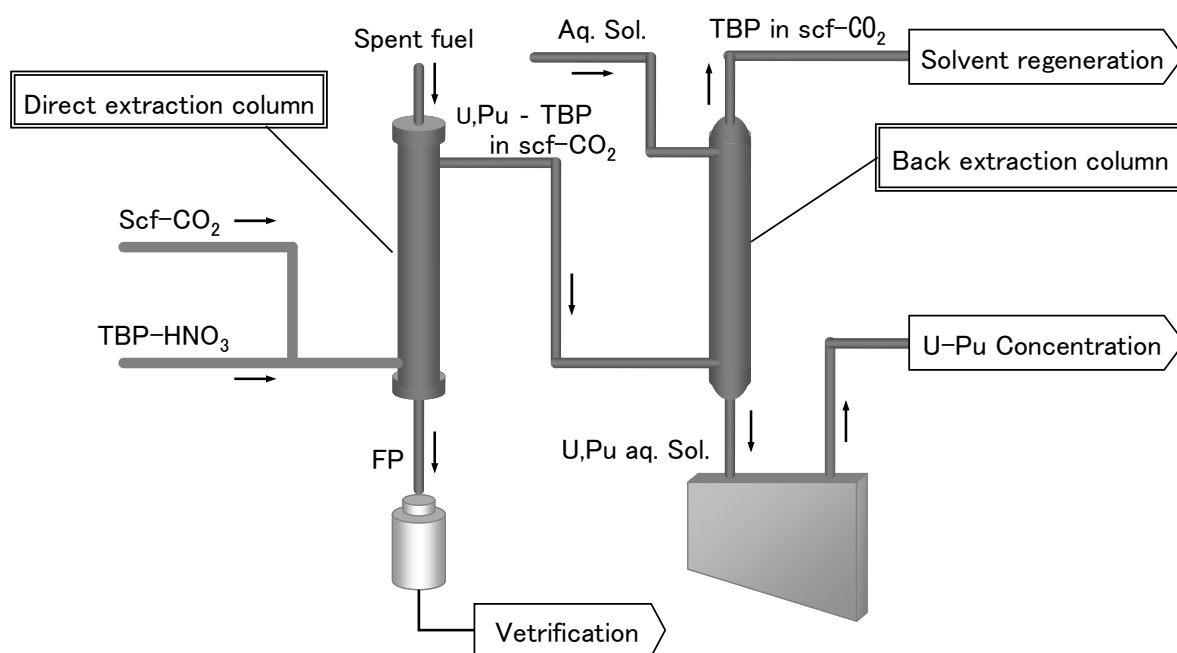 Spent fuel
Aq. Sol.
TBP in scf-CO₂
Solvent regeneration
Direct extraction column
U,Pu - TBP
in scf-CO₂
Back extraction column
Scf-CO₂
TBP-HNO₃
U-Pu Concentration
FP
U,Pu aq. Sol.
Vetrification